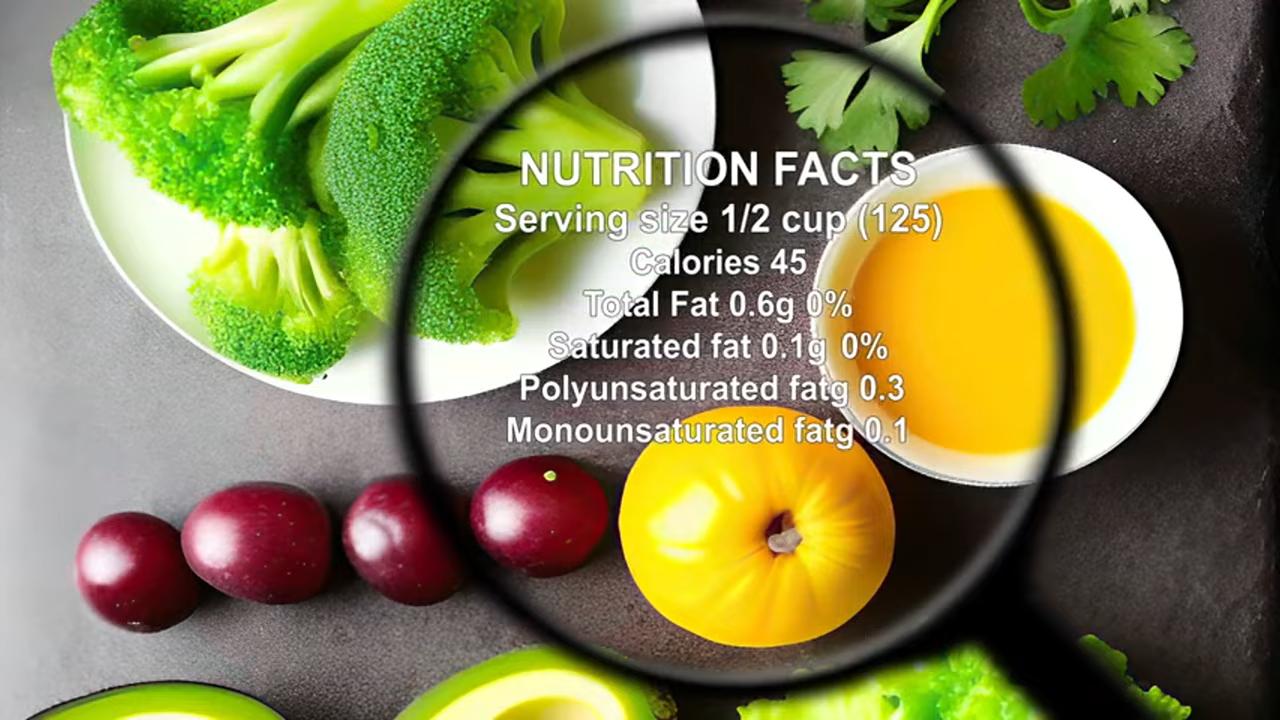 NUTRITION FACTS
Serving size 1/2 cup (125)
Calories 45
Total Fat 0.6g 0%
Saturated fat 0.1g 0%
Polyunsaturated fatg 0.3
Monounsaturated fatg 0.1